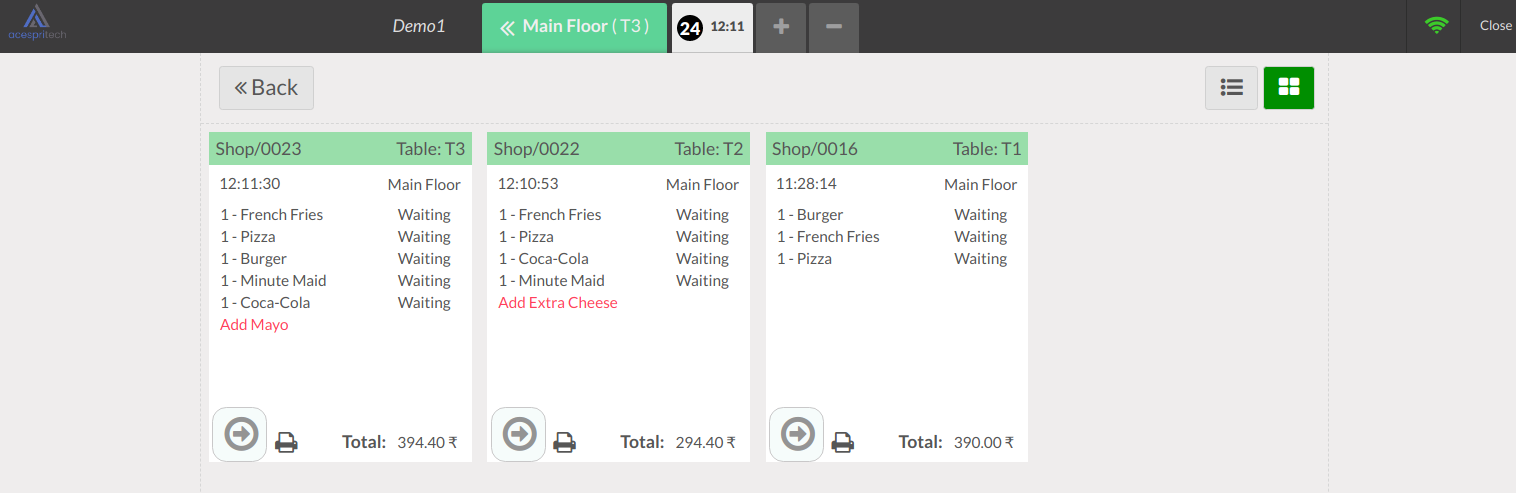 acespritech
Demo1
Main Floor ( T3 )
24 12:11
Close
Back
Shop/0023 Table: T3
12:11:30 Main Floor
1 - French Fries Waiting
1 - Pizza Waiting
1 - Burger Waiting
1 - Minute Maid Waiting
1 - Coca-Cola Waiting
Add Mayo
Total: 394.40 ₹
Shop/0022 Table: T2
12:10:53 Main Floor
1 - French Fries Waiting
1 - Pizza Waiting
1 - Coca-Cola Waiting
1 - Minute Maid Waiting
Add Extra Cheese
Total: 294.40 ₹
Shop/0016 Table: T1
11:28:14 Main Floor
1 - Burger Waiting
1 - French Fries Waiting
1 - Pizza Waiting
Total: 390.00 ₹